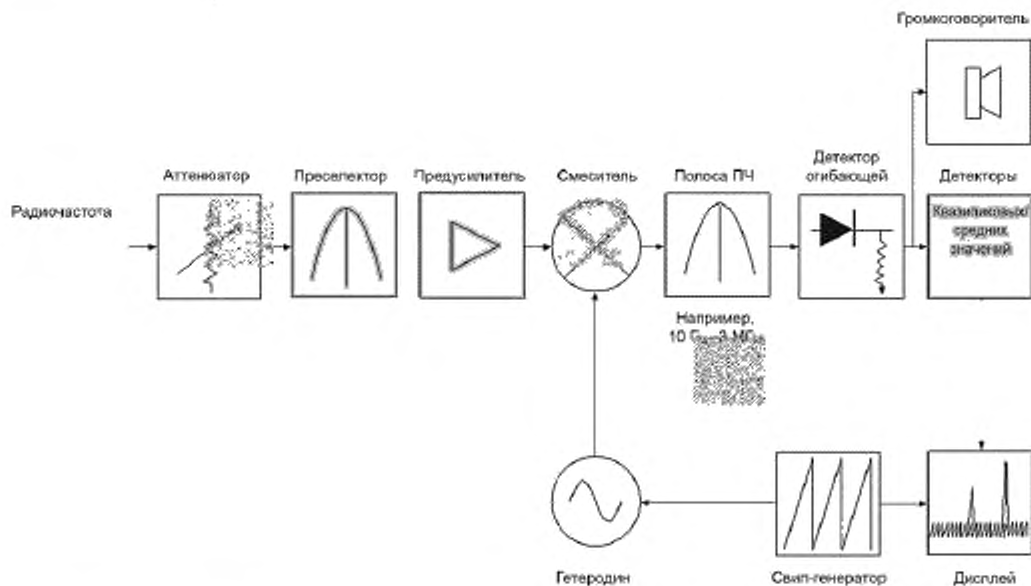 Громкоговоритель
Аттенюатор
Преселектор
Предусилитель
Смеситель
Полоса ПЧ
Детектор
огибающей
Детекторы
Радиочастота
Квазипиковых/
средних
значений
Например,
10
Гетеродин
Свип-генератор
Дисплей